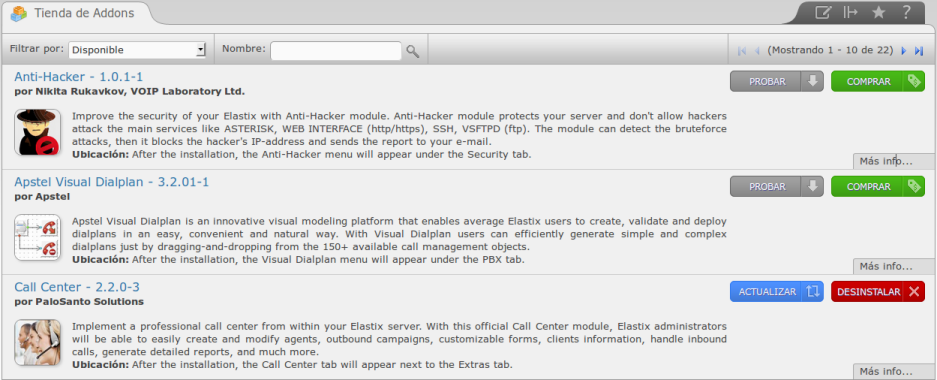 Tienda de Addons
Filtrar por: Disponible Nombre: (Mostrando 1 - 10 de 22)
Anti-Hacker - 1.0.1-1 PROBAR COMPRAR
por Nikita Rukavkov, VOIP Laboratory Ltd.
Improve the security of your Elastix with Anti-Hacker module. Anti-Hacker module protects your server and don't allow hackers
attack the main services like ASTERISK, WEB INTERFACE (http/https), SSH, VSFTPD (ftp). The module can detect the bruteforce
attacks, then it blocks the hacker's IP-address and sends the report to your e-mail.
Ubicación: After the installation, the Anti-Hacker menu will appear under the Security tab.
Más info...
Apstel Visual Dialplan - 3.2.01-1 PROBAR COMPRAR
por Apstel
Apstel Visual Dialplan is an innovative visual modeling platform that enables average Elastix users to create, validate and deploy
dialplans in an easy, convenient and natural way. With Visual Dialplan users can efficiently generate simple and complex
dialplans just by dragging-and-dropping from the 150+ available call management objects.
Ubicación: After the installation, the Visual Dialplan menu will appear under the PBX tab.
Más info...
Call Center - 2.2.0-3 ACTUALIZAR DESINSTALAR
por PaloSanto Solutions
Implement a professional call center from within your Elastix server. With this official Call Center module, Elastix administrators
will be able to easily create and modify agents, outbound campaigns, customizable forms, clients information, handle inbound
calls, generate detailed reports, and much more.
Ubicación: After the installation, the Call Center tab will appear next to the Extras tab.
Más info...